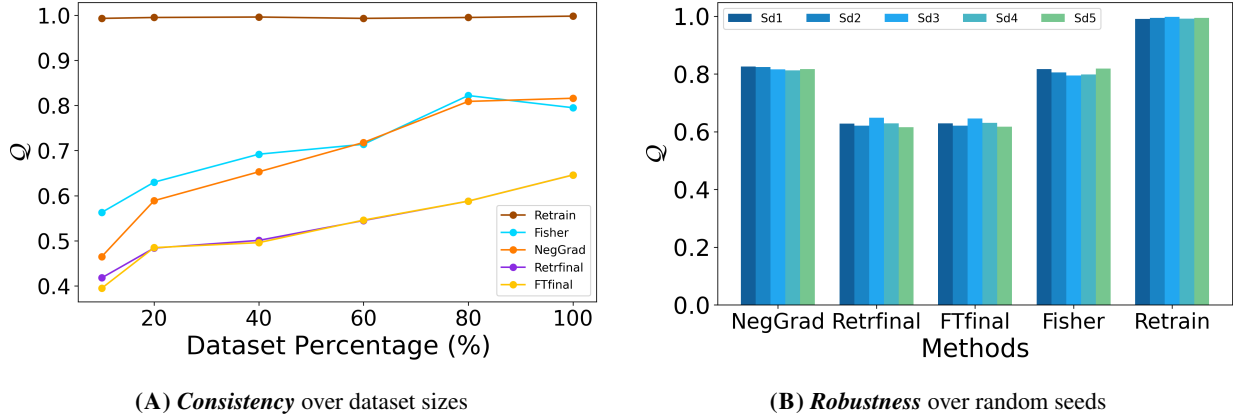 1.0
0.9
0.8
0.7
0.6
0.5
0.4
Q
Retrain
Fisher
NegGrad
Retrfinal
FTfinal
20 40 60 80 100
Dataset Percentage (%)
(A) Consistency over dataset sizes
1.0
0.8
0.6
0.4
0.2
0.0
Q
Sd1 Sd2 Sd3 Sd4 Sd5
NegGrad Retrfinal FTfinal Fisher Retrain
Methods
(B) Robustness over random seeds